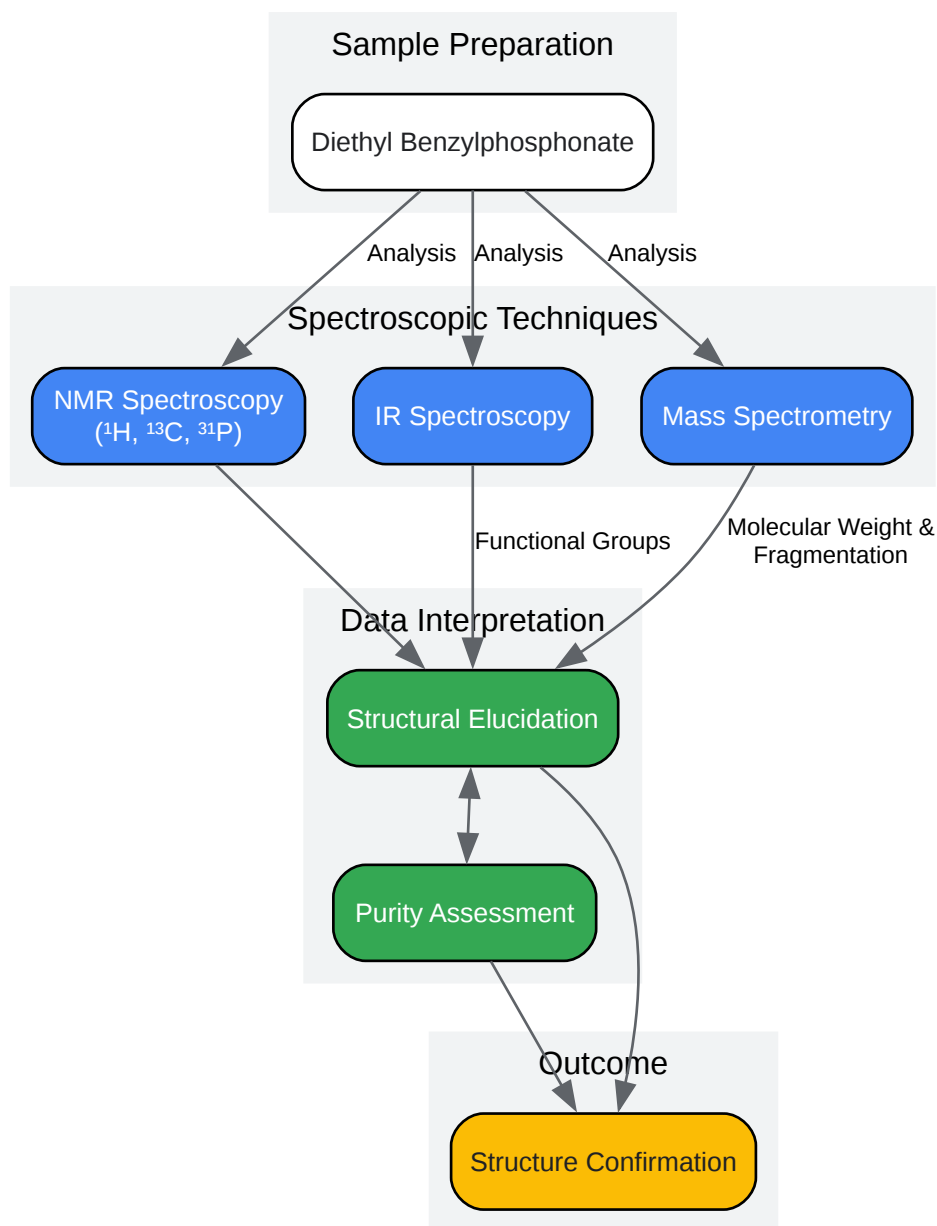 Sample Preparation
Diethyl Benzylphosphonate
Analysis
Analysis
Analysis
Spectroscopic Techniques
NMR Spectroscopy
(¹H, ¹³C, ³¹P)
IR Spectroscopy
Mass Spectrometry
Functional Groups
Molecular Weight &
Fragmentation
Data Interpretation
Structural Elucidation
Purity Assessment
Outcome
Structure Confirmation